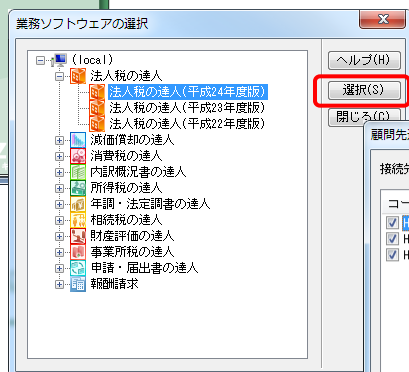 業務ソフトウェアの選択
(local)
法人税の達人
法人税の達人(平成24年度版)
法人税の達人(平成23年度版)
法人税の達人(平成22年度版)
減価償却の達人
消費税の達人
内訳概況書の達人
所得税の達人
年調・法定調書の達人
相続税の達人
財産評価の達人
事業所税の達人
申請・届出書の達人
報酬請求
ヘルプ(H)
選択(S)
閉じる(C)
顧問先
接続先
コー
H
H
H